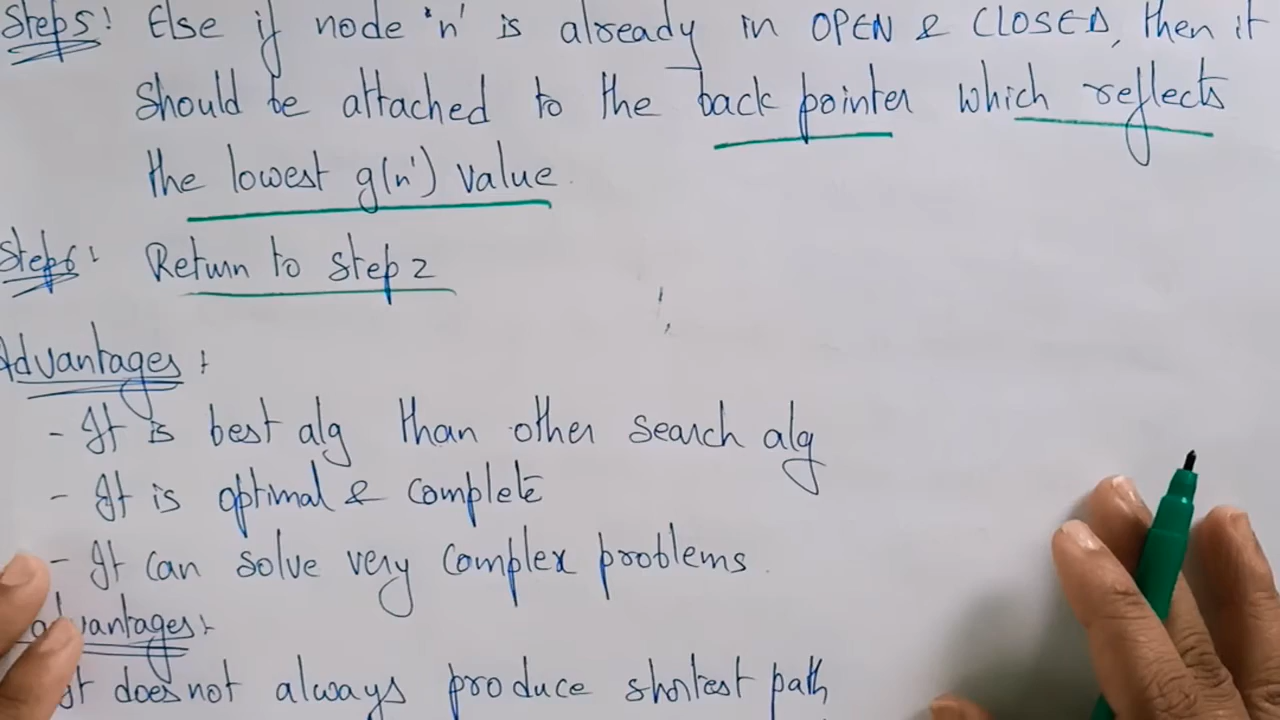 Step5: Else if node 'n' is already in OPEN & CLOSED, then it
should be attached to the back pointer which reflects
the lowest g(n') value.
Step6: Return to step 2
Advantages:
- It is best alg than other search alg
- It is optimal & complete
- It can solve very complex problems.
advantages:
It does not always produce shortest path